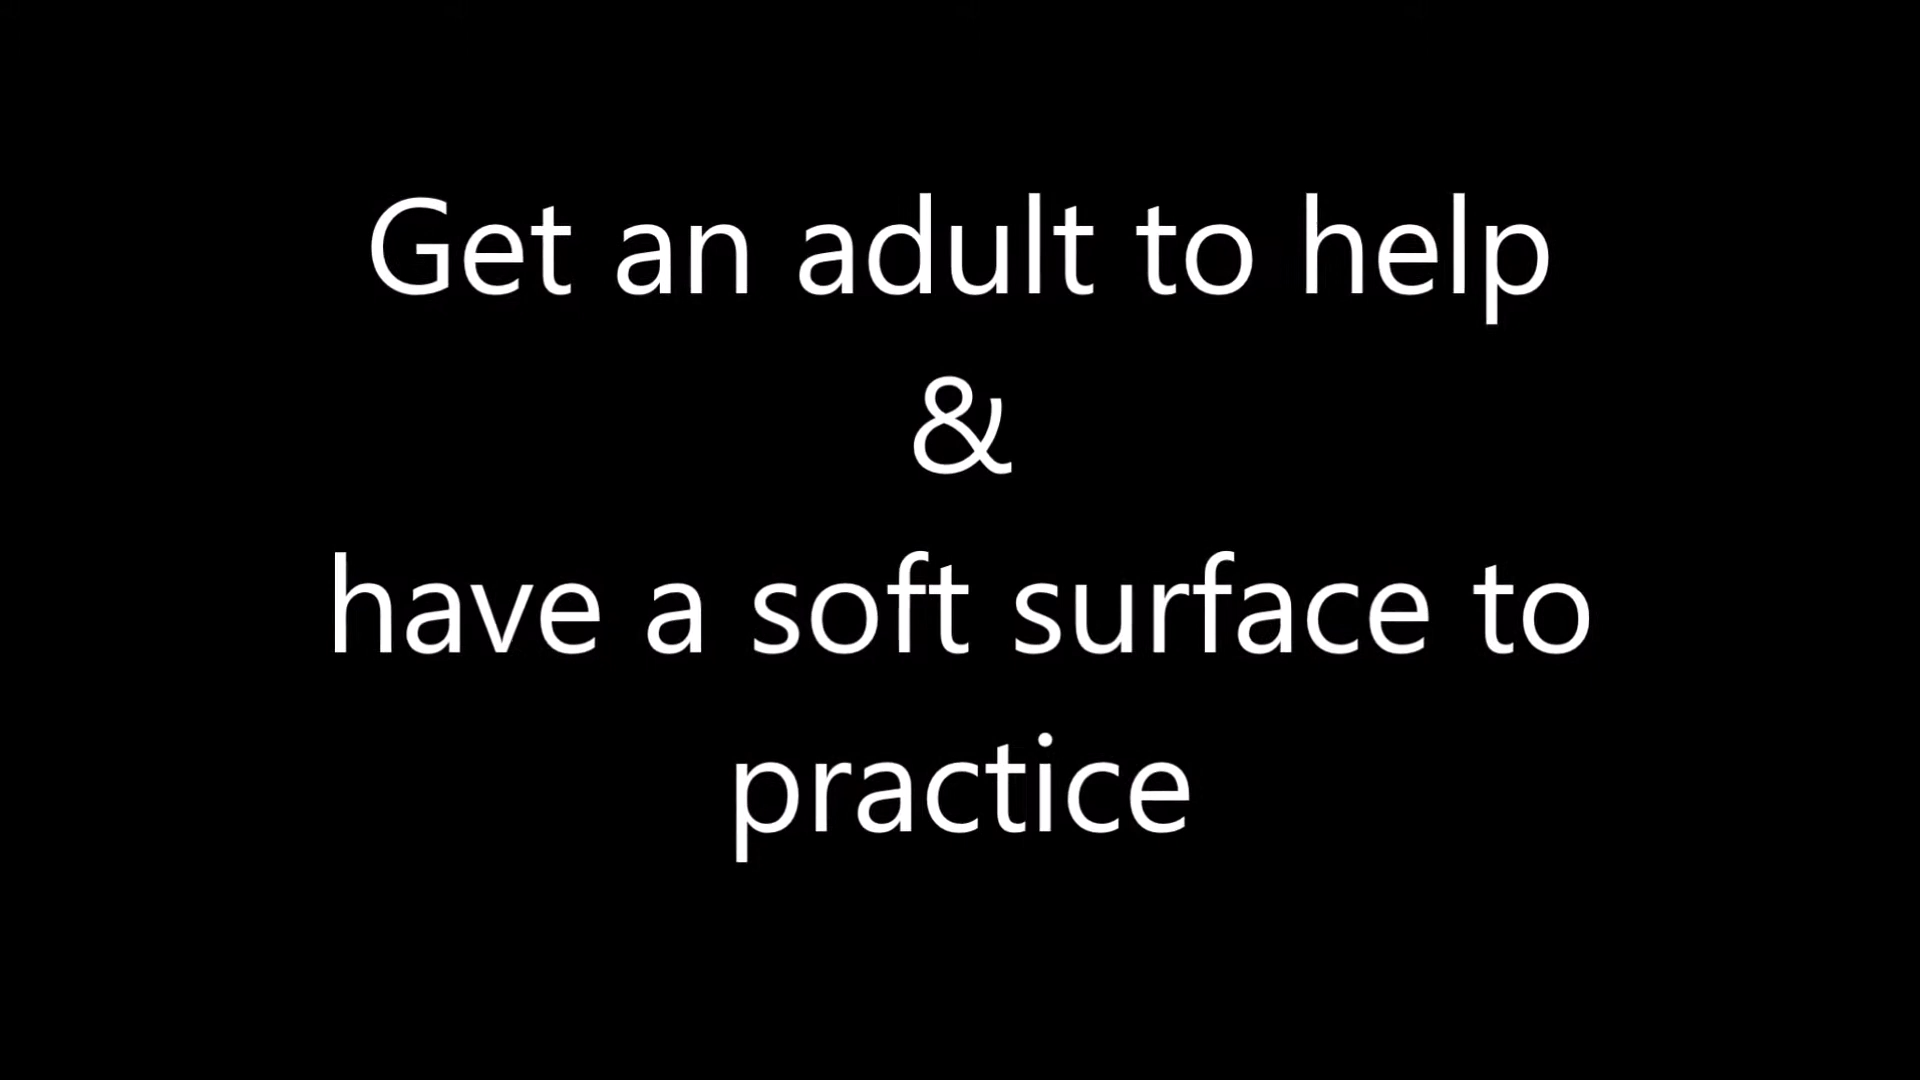 Get an adult to help
&
have a soft surface to
practice